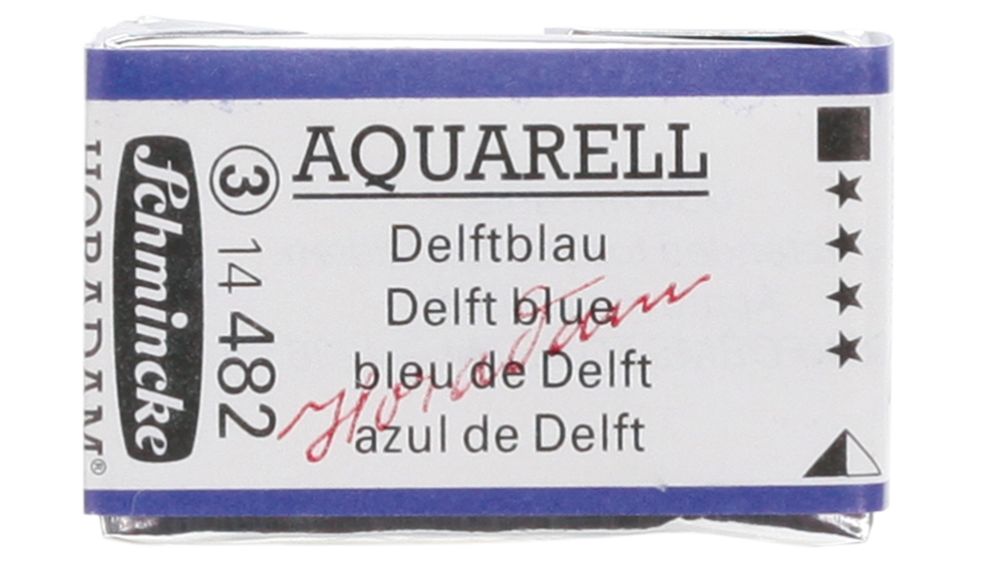 HORADAM®
Schmincke
3
14 482
AQUARELL
Delftblau
Delft blue
bleu de Delft
azul de Delft
Horadam